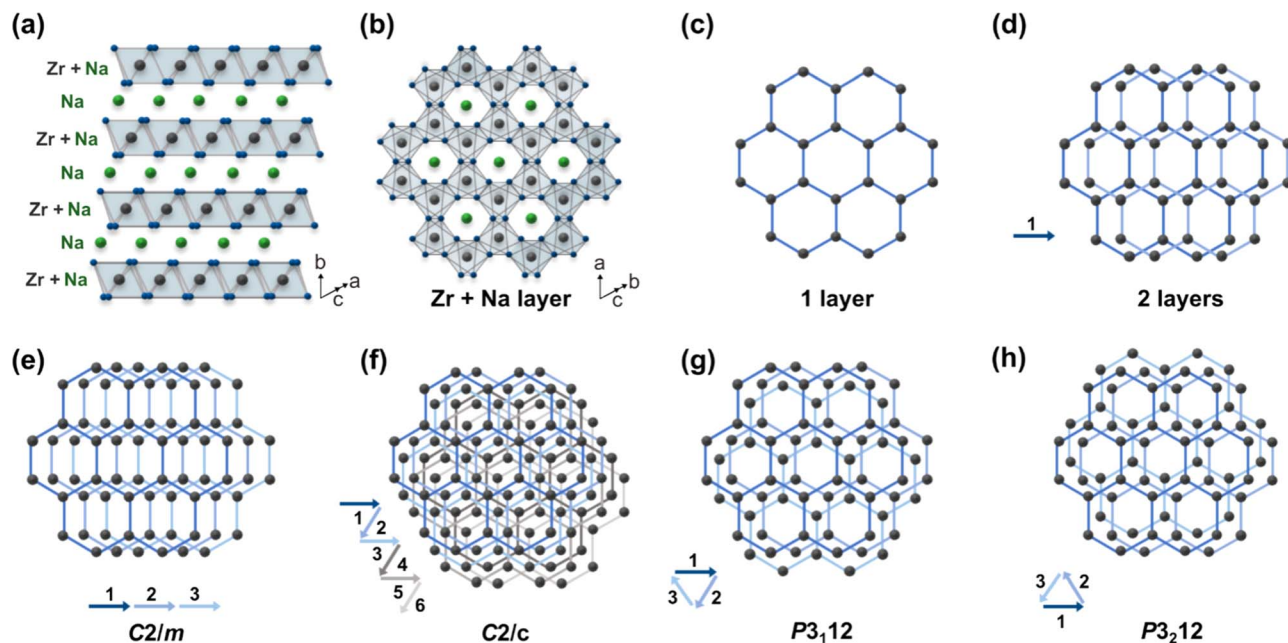 (a)
Zr + Na
Na
Zr + Na
Na
Zr + Na
Na
Zr + Na
b
a
c
(b)
a
b
c
Zr + Na layer
(c)
1 layer
(d)
1
2 layers
(e)
1 2 3
C2/m
(f)
1
2
3
4
5
6
C2/c
(g)
1
3 2
P3₁12
(h)
3 2
1
P3₂12